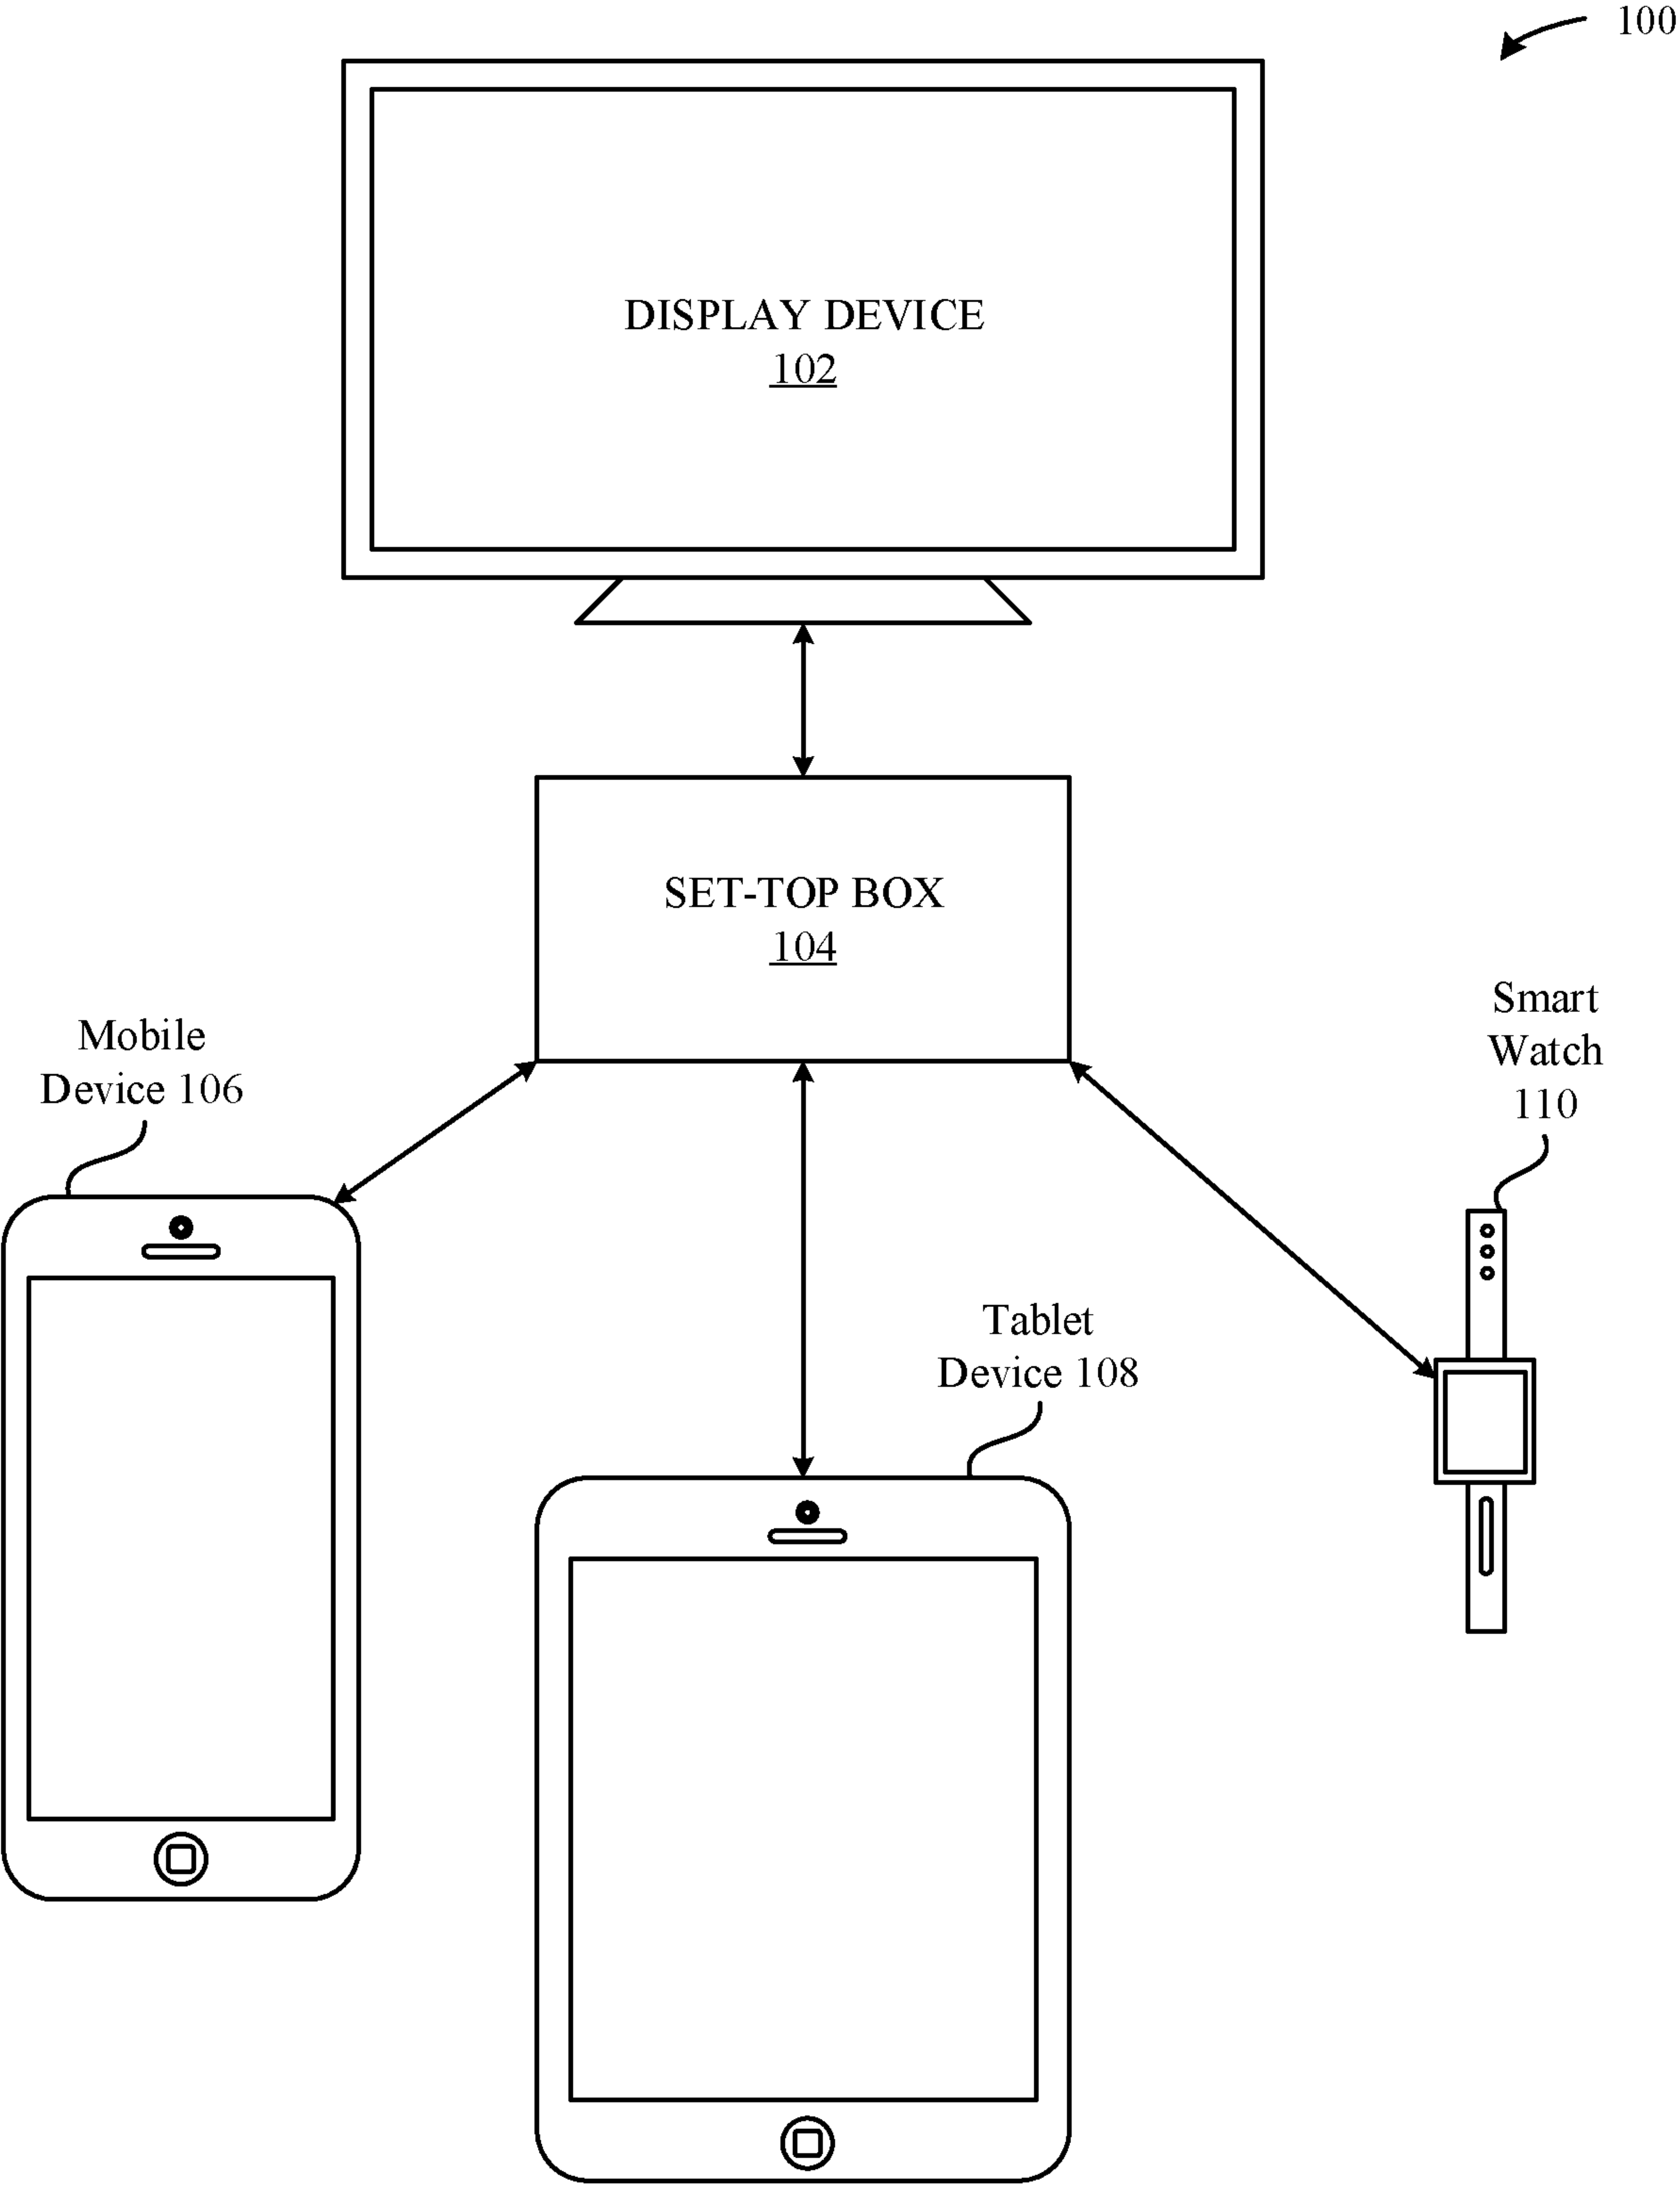 100
DISPLAY DEVICE
102
SET-TOP BOX
104
Mobile
Device 106
Smart
Watch
110
Tablet
Device 108